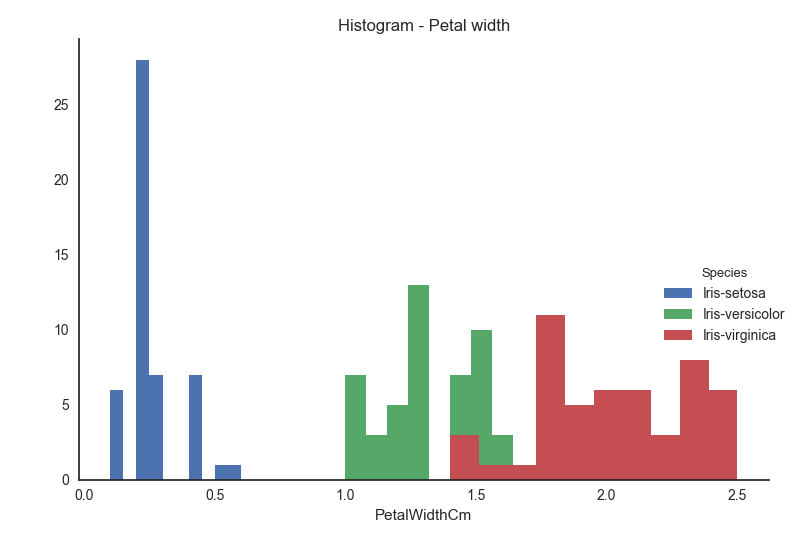 Histogram - Petal width
25
20
15
10
5
0
0.0 0.5 1.0 1.5 2.0 2.5
PetalWidthCm
Species
Iris-setosa
Iris-versicolor
Iris-virginica